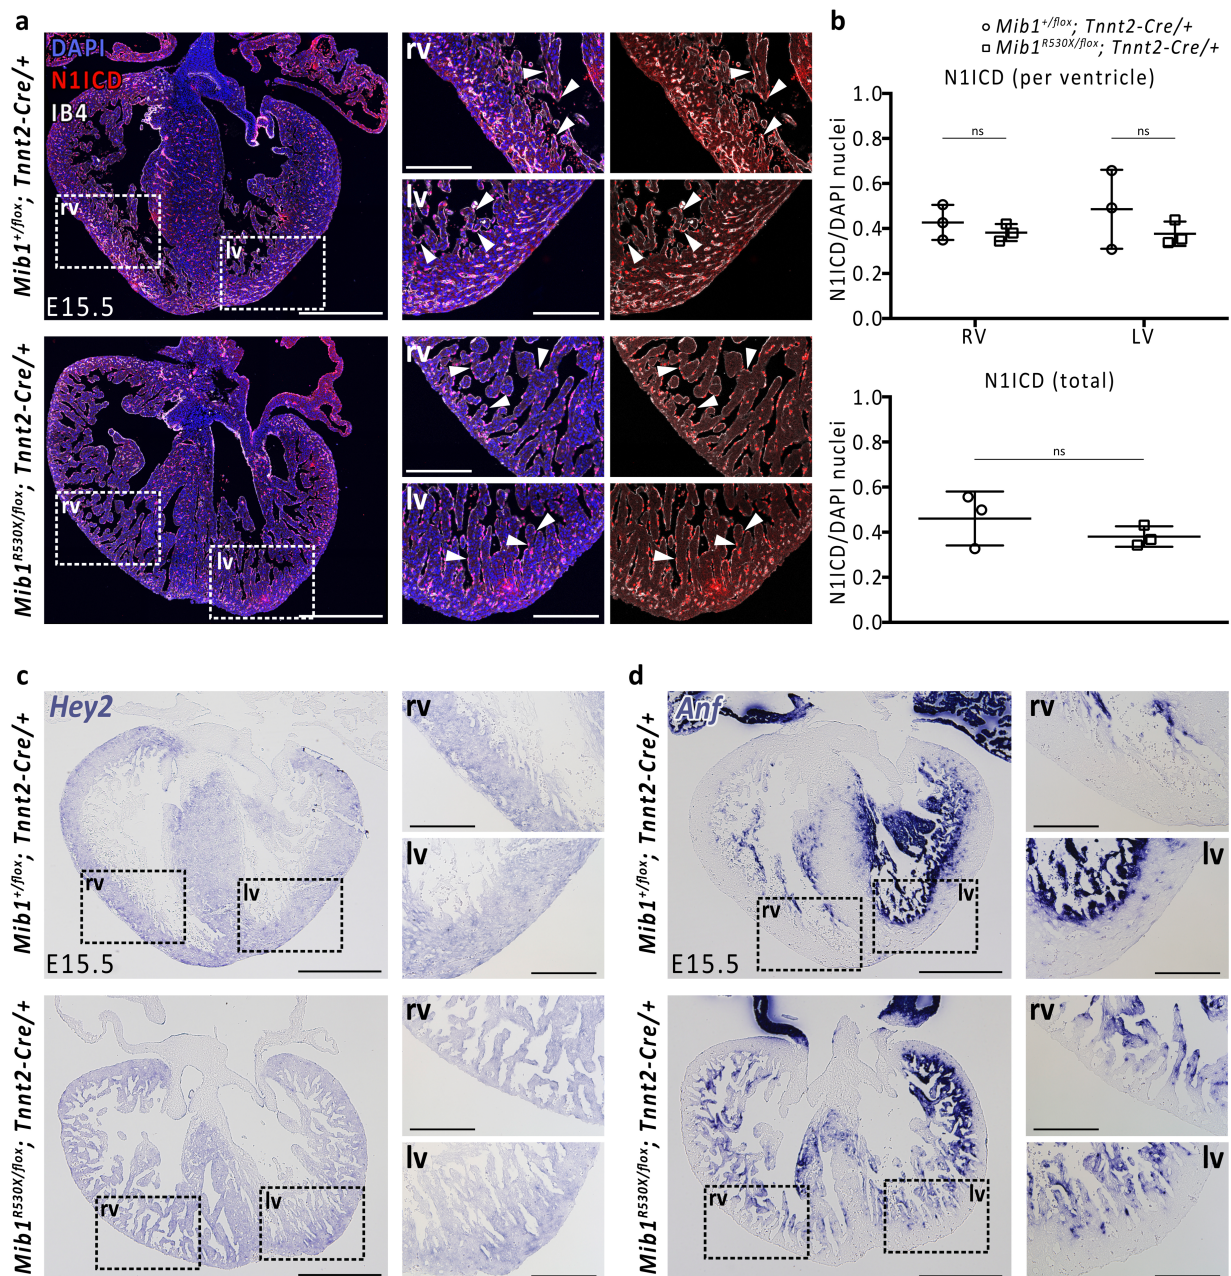 a
DAPI
N1ICD
IB4
Mib1+/flox; Tnnt2-Cre/+
rv
lv
E15.5
rv
lv
Mib1R530X/flox; Tnnt2-Cre/+
rv
lv
rv
lv
b
Mib1+/flox; Tnnt2-Cre/+
Mib1R530X/flox; Tnnt2-Cre/+
N1ICD (per ventricle)
N1ICD/DAPI nuclei
1.0
0.8
0.6
0.4
0.2
0.0
ns
ns
RV
LV
N1ICD (total)
N1ICD/DAPI nuclei
1.0
0.8
0.6
0.4
0.2
0.0
ns
c
Hey2
Mib1+/flox; Tnnt2-Cre/+
rv
lv
E15.5
rv
lv
Mib1R530X/flox; Tnnt2-Cre/+
rv
lv
rv
lv
d
Anf
Mib1+/flox; Tnnt2-Cre/+
rv
lv
E15.5
rv
lv
Mib1R530X/flox; Tnnt2-Cre/+
rv
lv
rv
lv